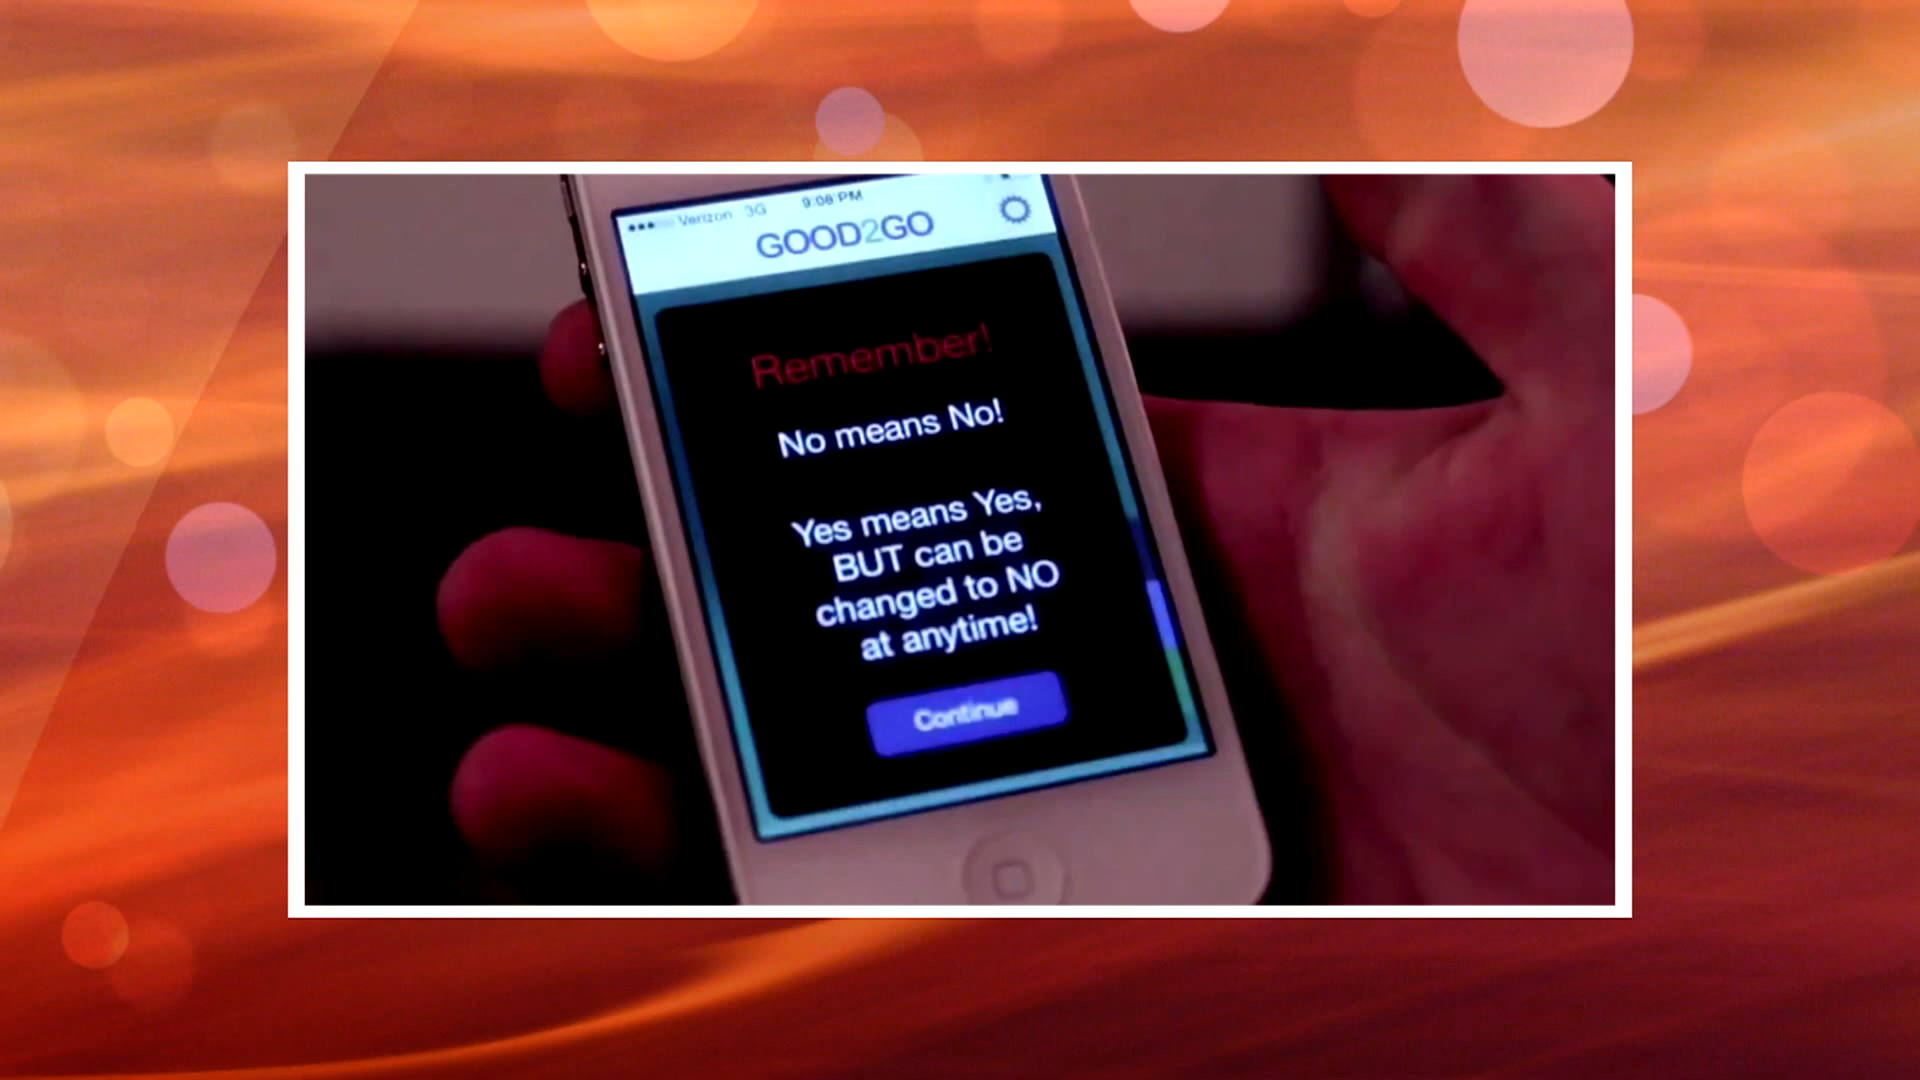 Verizon 3G 9:08 PM
GOOD2GO
Remember!
No means No!
Yes means Yes,
BUT can be
changed to NO
at anytime!
Continue